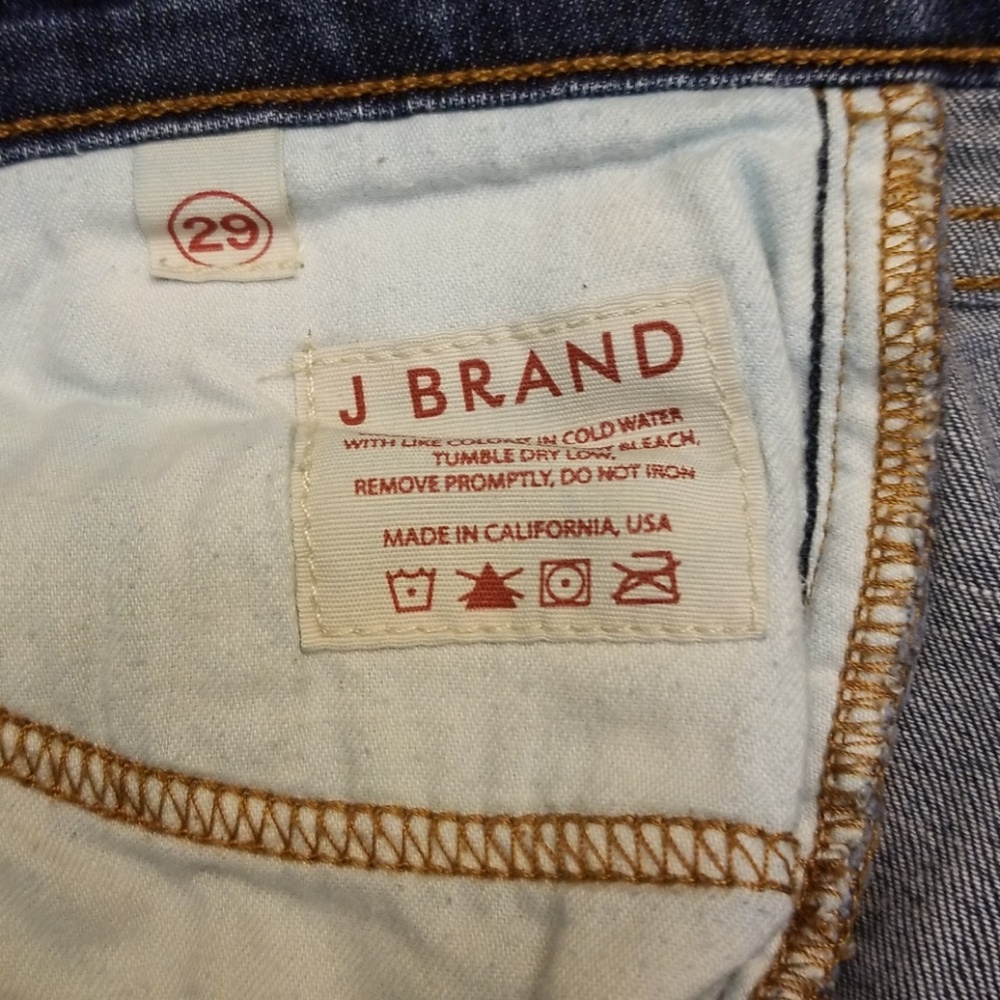 29
J BRAND
WITH LIKE COLORS IN COLD WATER
TUMBLE DRY LOW. BLEACH,
REMOVE PROMPTLY, DO NOT IRON
MADE IN CALIFORNIA, USA